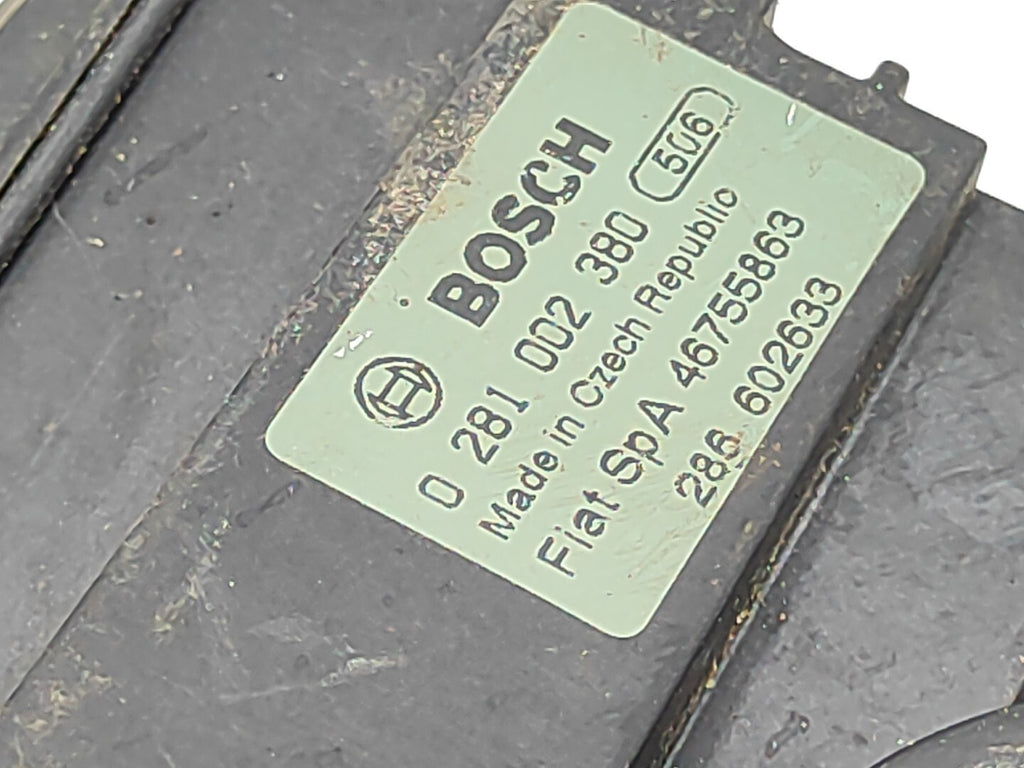 BOSCH
0 281 002 380 506
Made in Czech Republic
Fiat SpA 46755863
286 602633